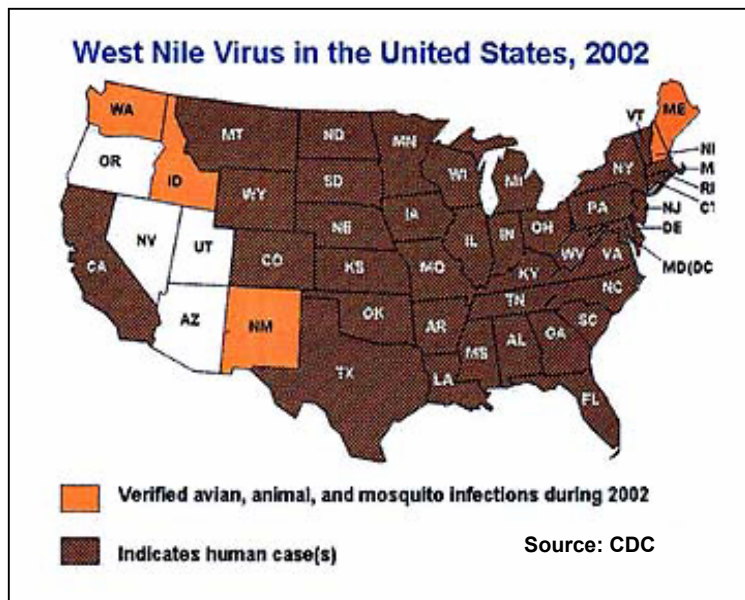 West Nile Virus in the United States, 2002
WA
MT
ND
MN
VT
ME
OR
ID
WY
SD
WI
MI
NY
NI
M
RI
CT
NV
UT
CO
NE
IA
IL
IN
OH
PA
NJ
DE
CA
KS
MO
KY
WV
VA
MD(DC
AZ
NM
OK
AR
TN
NC
SC
TX
LA
MS
AL
GA
FL
Verified avian, animal, and mosquito infections during 2002
Indicates human case(s)
Source: CDC